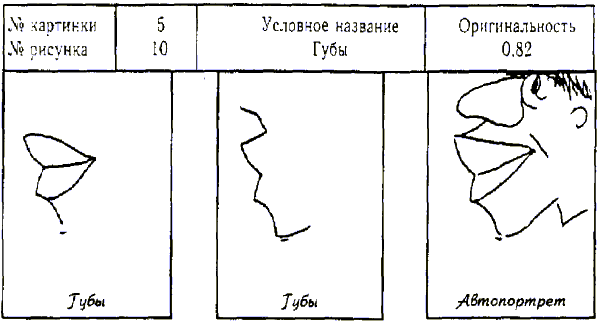 № картинки 5 Условное название Оригинальность
№ рисунка 10 Губы 0.82
Губы Губы Автопортрет